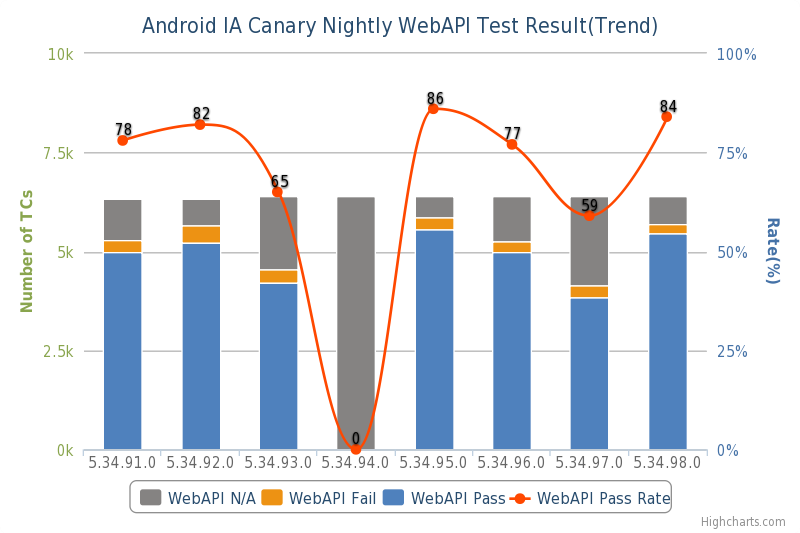 Android IA Canary Nightly WebAPI Test Result(Trend)
10k
100%
86
84
82
78
77
7.5k
75%
65
59
5k
50%
Number of TCs
Rate(%)
2.5k
25%
0
0k
0%
5.34.91.0 5.34.92.0 5.34.93.0 5.34.94.0 5.34.95.0 5.34.96.0 5.34.97.0 5.34.98.0
WebAPI N/A WebAPI Fail WebAPI Pass WebAPI Pass Rate
Highcharts.com